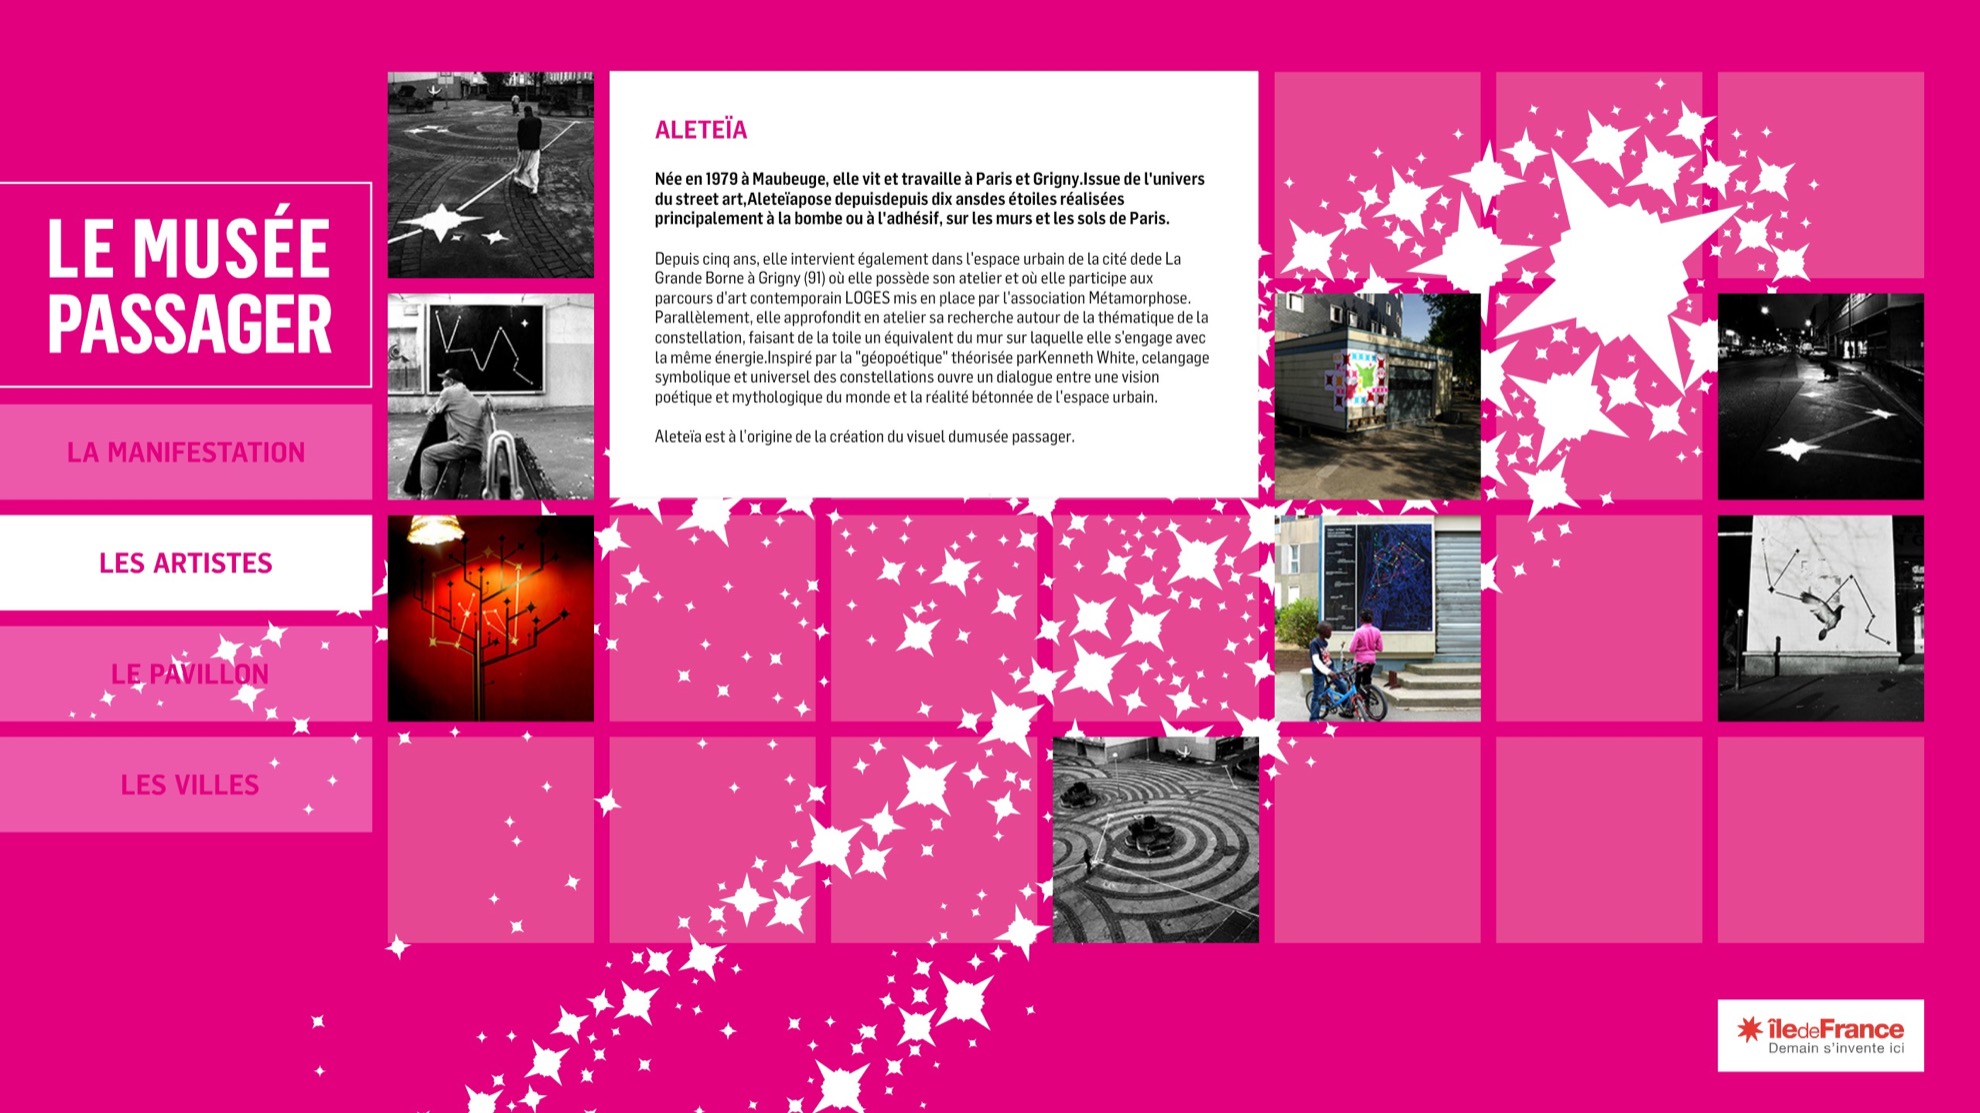 LE MUSÉE
PASSAGER
LA MANIFESTATION
LES ARTISTES
LE PAVILLON
LES VILLES
ALETEÏA
Née en 1979 à Maubeuge, elle vit et travaille à Paris et Grigny.Issue de l'univers
du street art,Aleteïapose depuisdepuis dix ansdes étoiles réalisées
principalement à la bombe ou à l'adhésif, sur les murs et les sols de Paris.
Depuis cinq ans, elle intervient également dans l'espace urbain de la cité dede La
Grande Borne à Grigny (91) où elle possède son atelier et où elle participe aux
parcours d'art contemporain LOGES mis en place par l'association Métamorphose.
Parallèlement, elle approfondit en atelier sa recherche autour de la thématique de la
constellation, faisant de la toile un équivalent du mur sur laquelle elle s'engage avec
la même énergie.Inspiré par la "géopoétique" théorisée parKenneth White, celangage
symbolique et universel des constellations ouvre un dialogue entre une vision
poétique et mythologique du monde et la réalité bétonnée de l'espace urbain.
Aleteïa est à l'origine de la création du visuel dumusée passager.
île de France
Demain s'invente ici